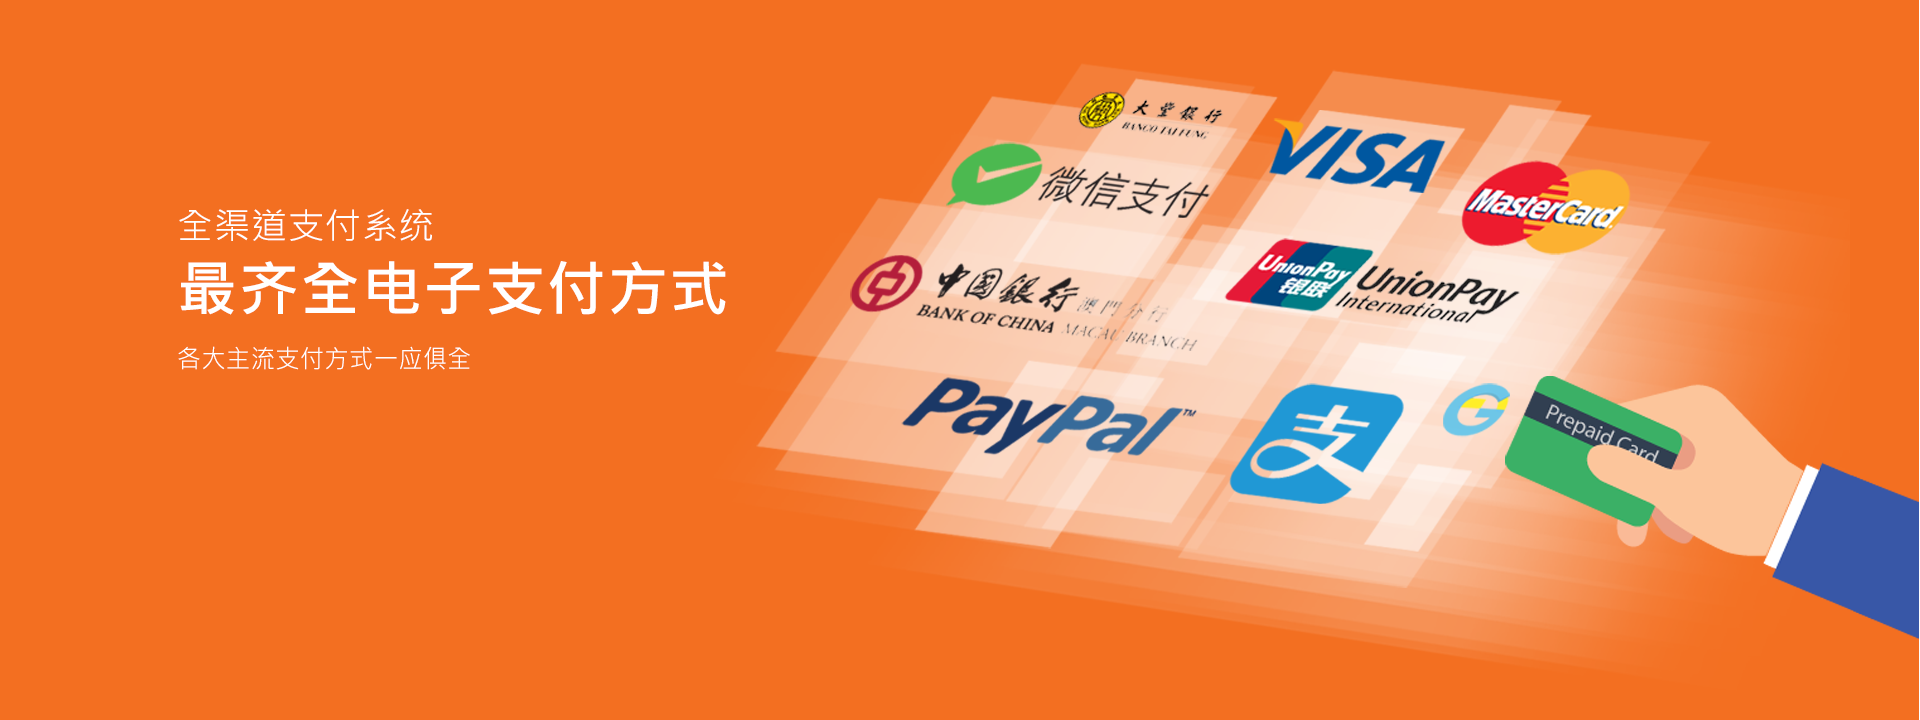 全渠道支付系统
最齐全电子支付方式
各大主流支付方式一应俱全
大豐銀行
BANCO TAI FUNG
VISA
微信支付
MasterCard
UnionPay
银联
UnionPay
International
中國銀行 澳門分行
BANK OF CHINA MACAU BRANCH
PayPal™
支
G
Prepaid Card